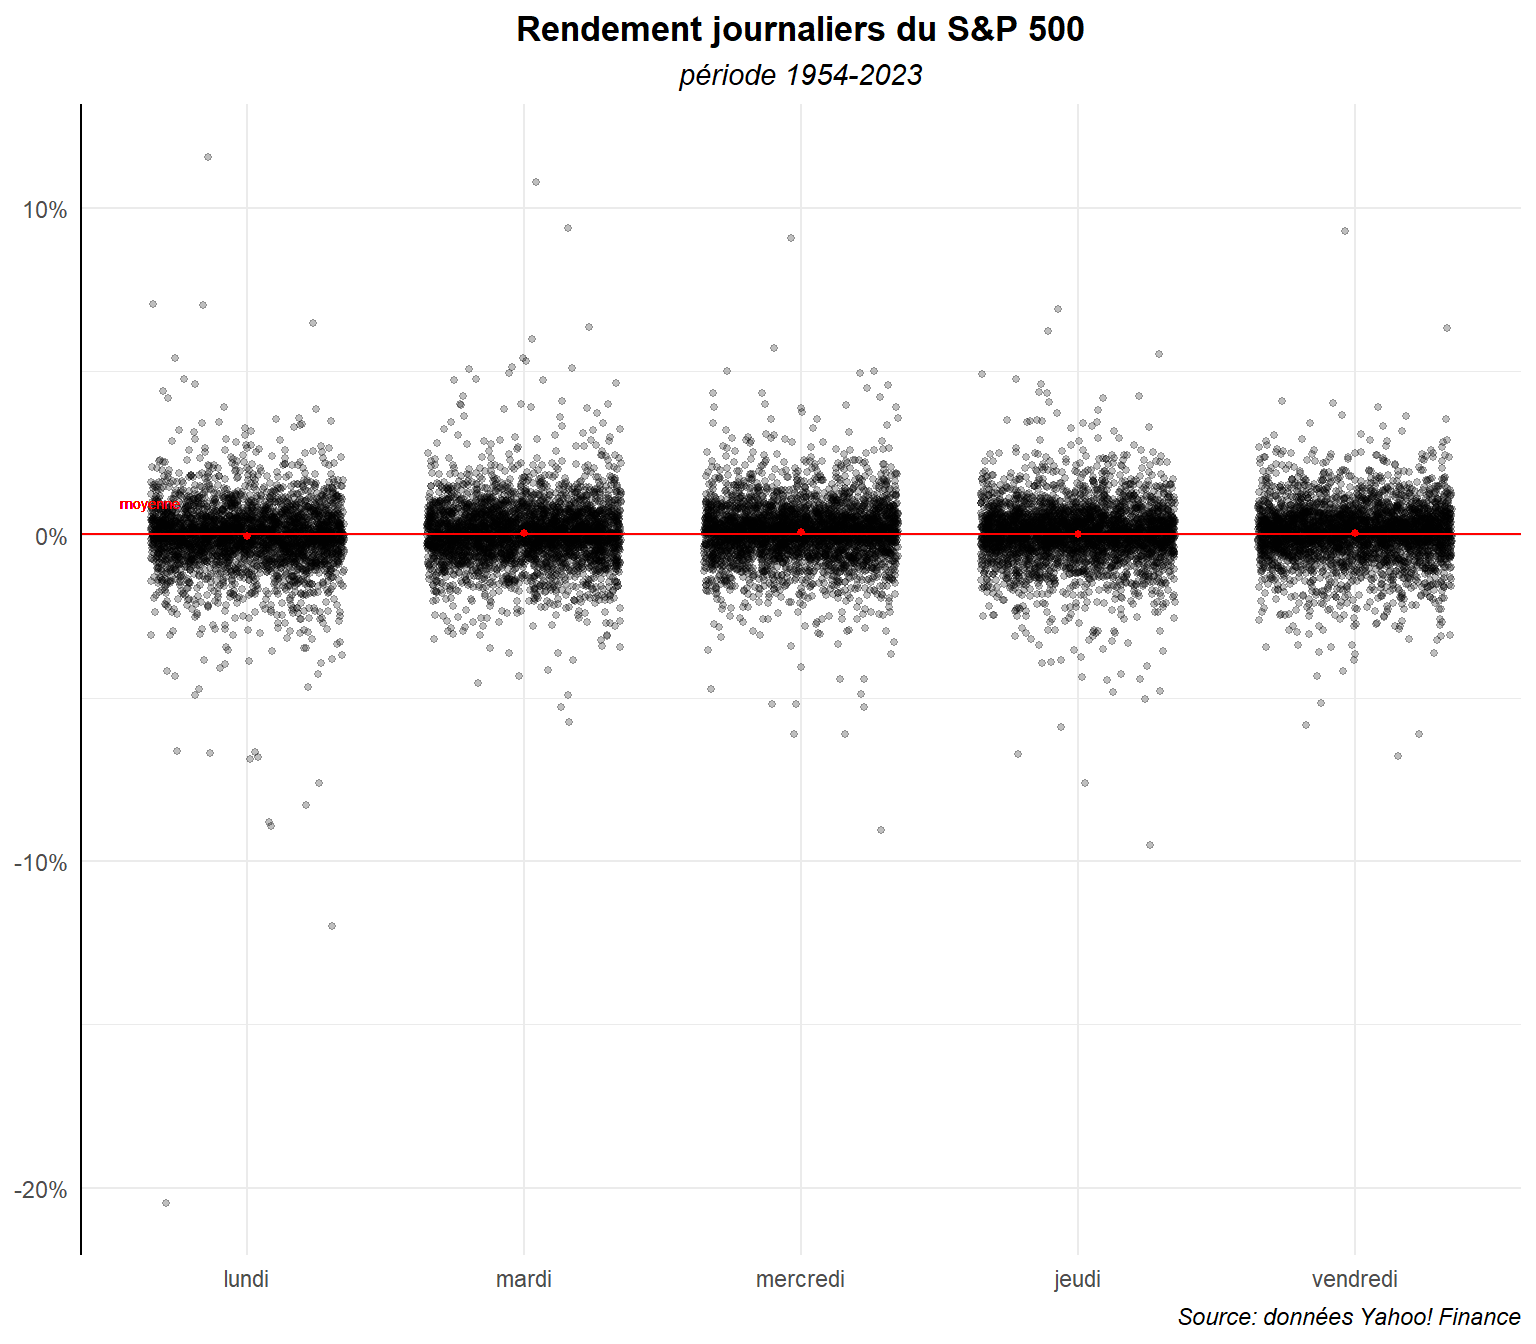 Rendement journaliers du S&P 500
période 1954-2023
10%
moyenne
0%
-10%
-20%
lundi mardi mercredi jeudi vendredi
Source: données Yahoo! Finance